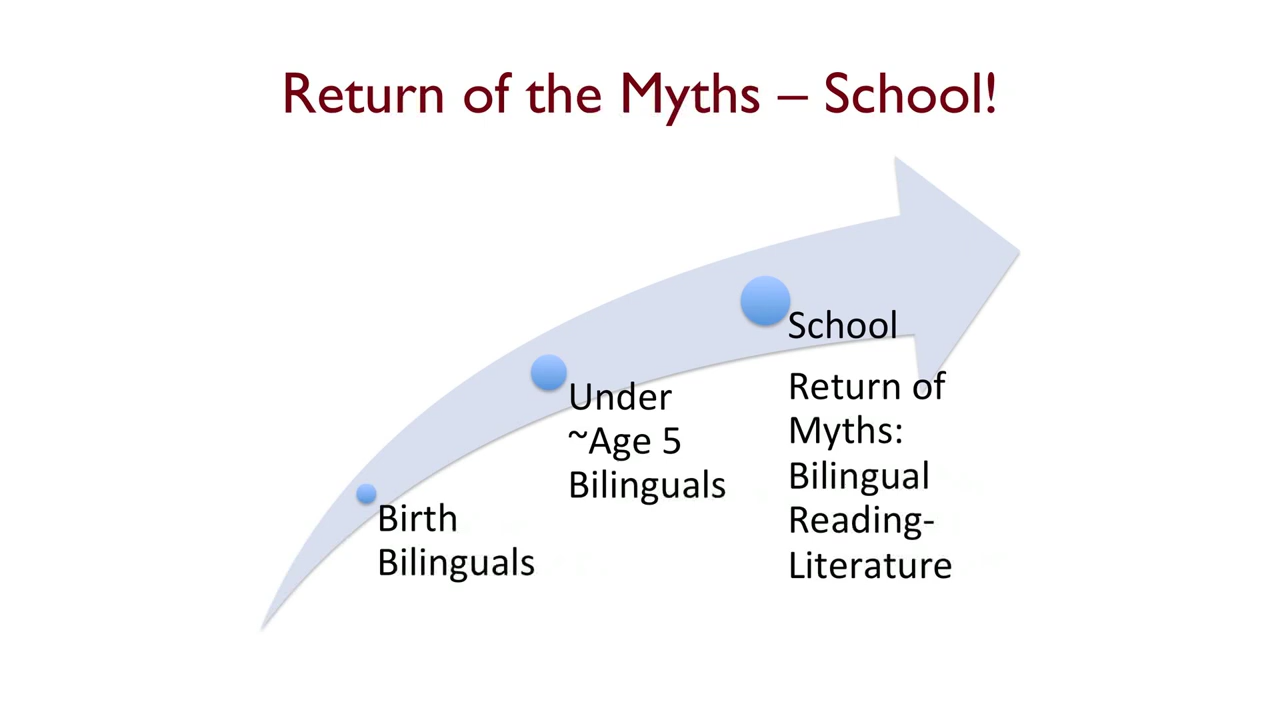 Return of the Myths – School!
Birth
Bilinguals
Under
~Age 5
Bilinguals
School
Return of
Myths:
Bilingual
Reading-
Literature